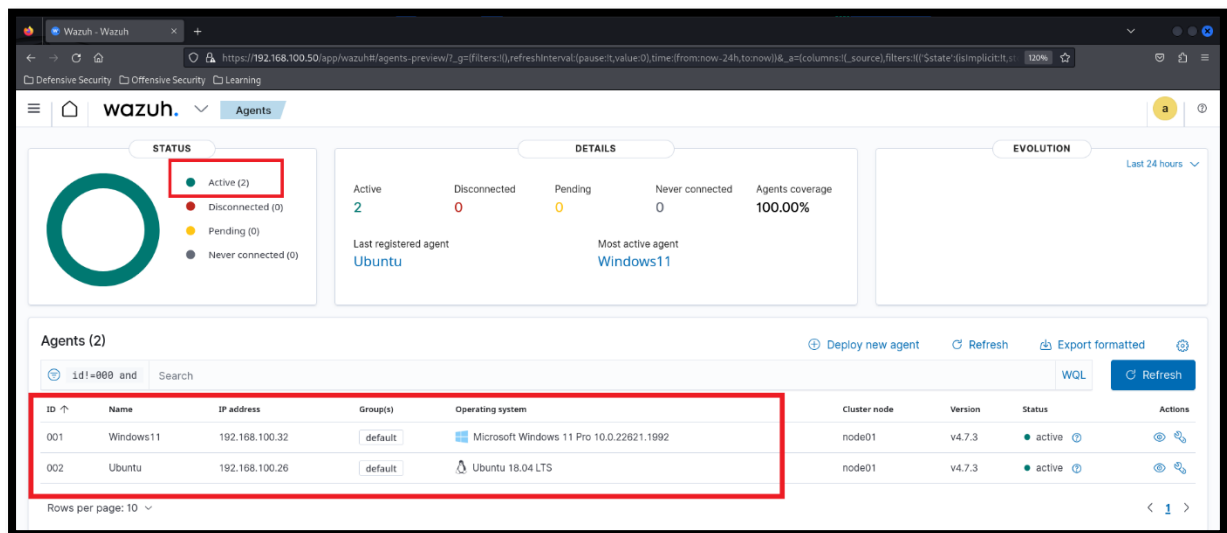 Wazuh - Wazuh × +
https://192.168.100.50/app/wazuh#/agents-preview/?_g=(filters:!(),refreshInterval:(pause:!t,value:0),time:(from:now-24h,to:now))&_a=(columns:!(_source),filters:!(('$state':(isImplicit:!t,st 120%
Defensive Security Offensive Security Learning
wazuh. Agents a
STATUS
Active (2)
Disconnected (0)
Pending (0)
Never connected (0)
DETAILS
Active Disconnected Pending Never connected Agents coverage
2 0 0 0 100.00%
Last registered agent Most active agent
Ubuntu Windows11
EVOLUTION
Last 24 hours
Agents (2) Deploy new agent Refresh Export formatted
id!=000 and Search WQL Refresh
ID Name IP address Group(s) Operating system Cluster node Version Status Actions
001 Windows11 192.168.100.32 default Microsoft Windows 11 Pro 10.0.22621.1992 node01 v4.7.3 active
002 Ubuntu 192.168.100.26 default Ubuntu 18.04 LTS node01 v4.7.3 active
Rows per page: 10 < 1 >